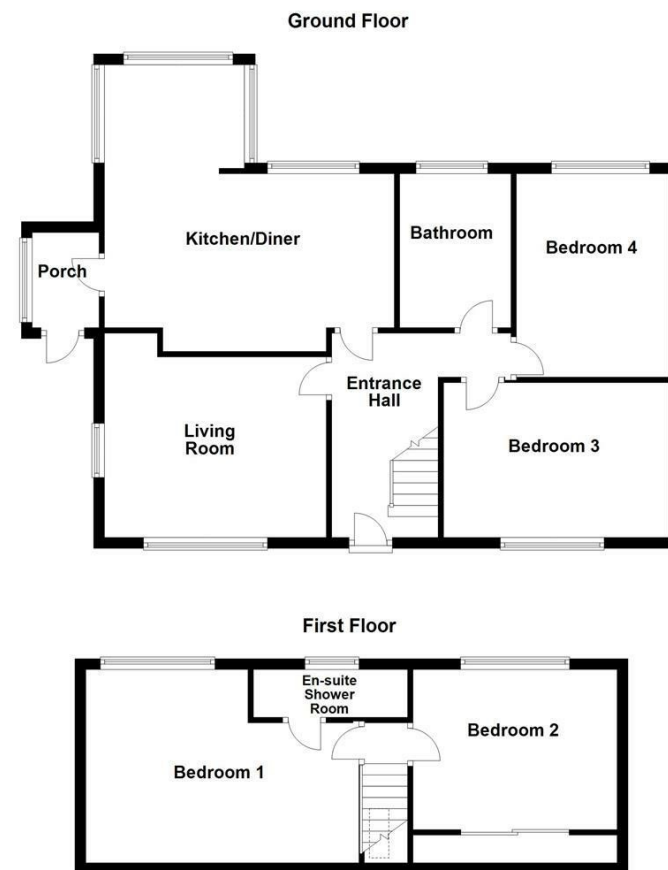 Ground Floor
Kitchen/Diner
Bathroom
Bedroom 4
Porch
Entrance
Hall
Living
Room
Bedroom 3
First Floor
En-suite
Shower
Room
Bedroom 2
Bedroom 1